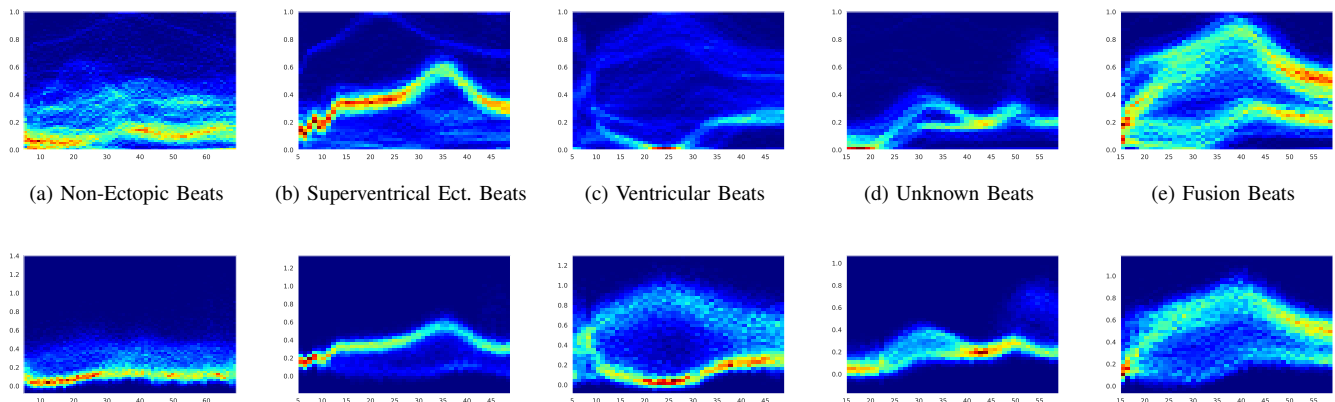 1.0 0.8 0.6 0.4 0.2 0.0
10 20 30 40 50 60
1.0 0.8 0.6 0.4 0.2 0.0
5 10 15 20 25 30 35 40 45
1.0 0.8 0.6 0.4 0.2 0.0
5 10 15 20 25 30 35 40 45
1.0 0.8 0.6 0.4 0.2 0.0
15 20 25 30 35 40 45 50 55
1.0 0.8 0.6 0.4 0.2 0.0
15 20 25 30 35 40 45 50 55
(a) Non-Ectopic Beats
(b) Superventrical Ect. Beats
(c) Ventricular Beats
(d) Unknown Beats
(e) Fusion Beats
1.4 1.2 1.0 0.8 0.6 0.4 0.2 0.0
10 20 30 40 50 60
1.2 1.0 0.8 0.6 0.4 0.2 0.0
5 10 15 20 25 30 35 40 45
1.2 1.0 0.8 0.6 0.4 0.2 0.0
5 10 15 20 25 30 35 40 45
1.0 0.8 0.6 0.4 0.2 0.0
15 20 25 30 35 40 45 50 55
1.0 0.8 0.6 0.4 0.2 0.0
15 20 25 30 35 40 45 50 55